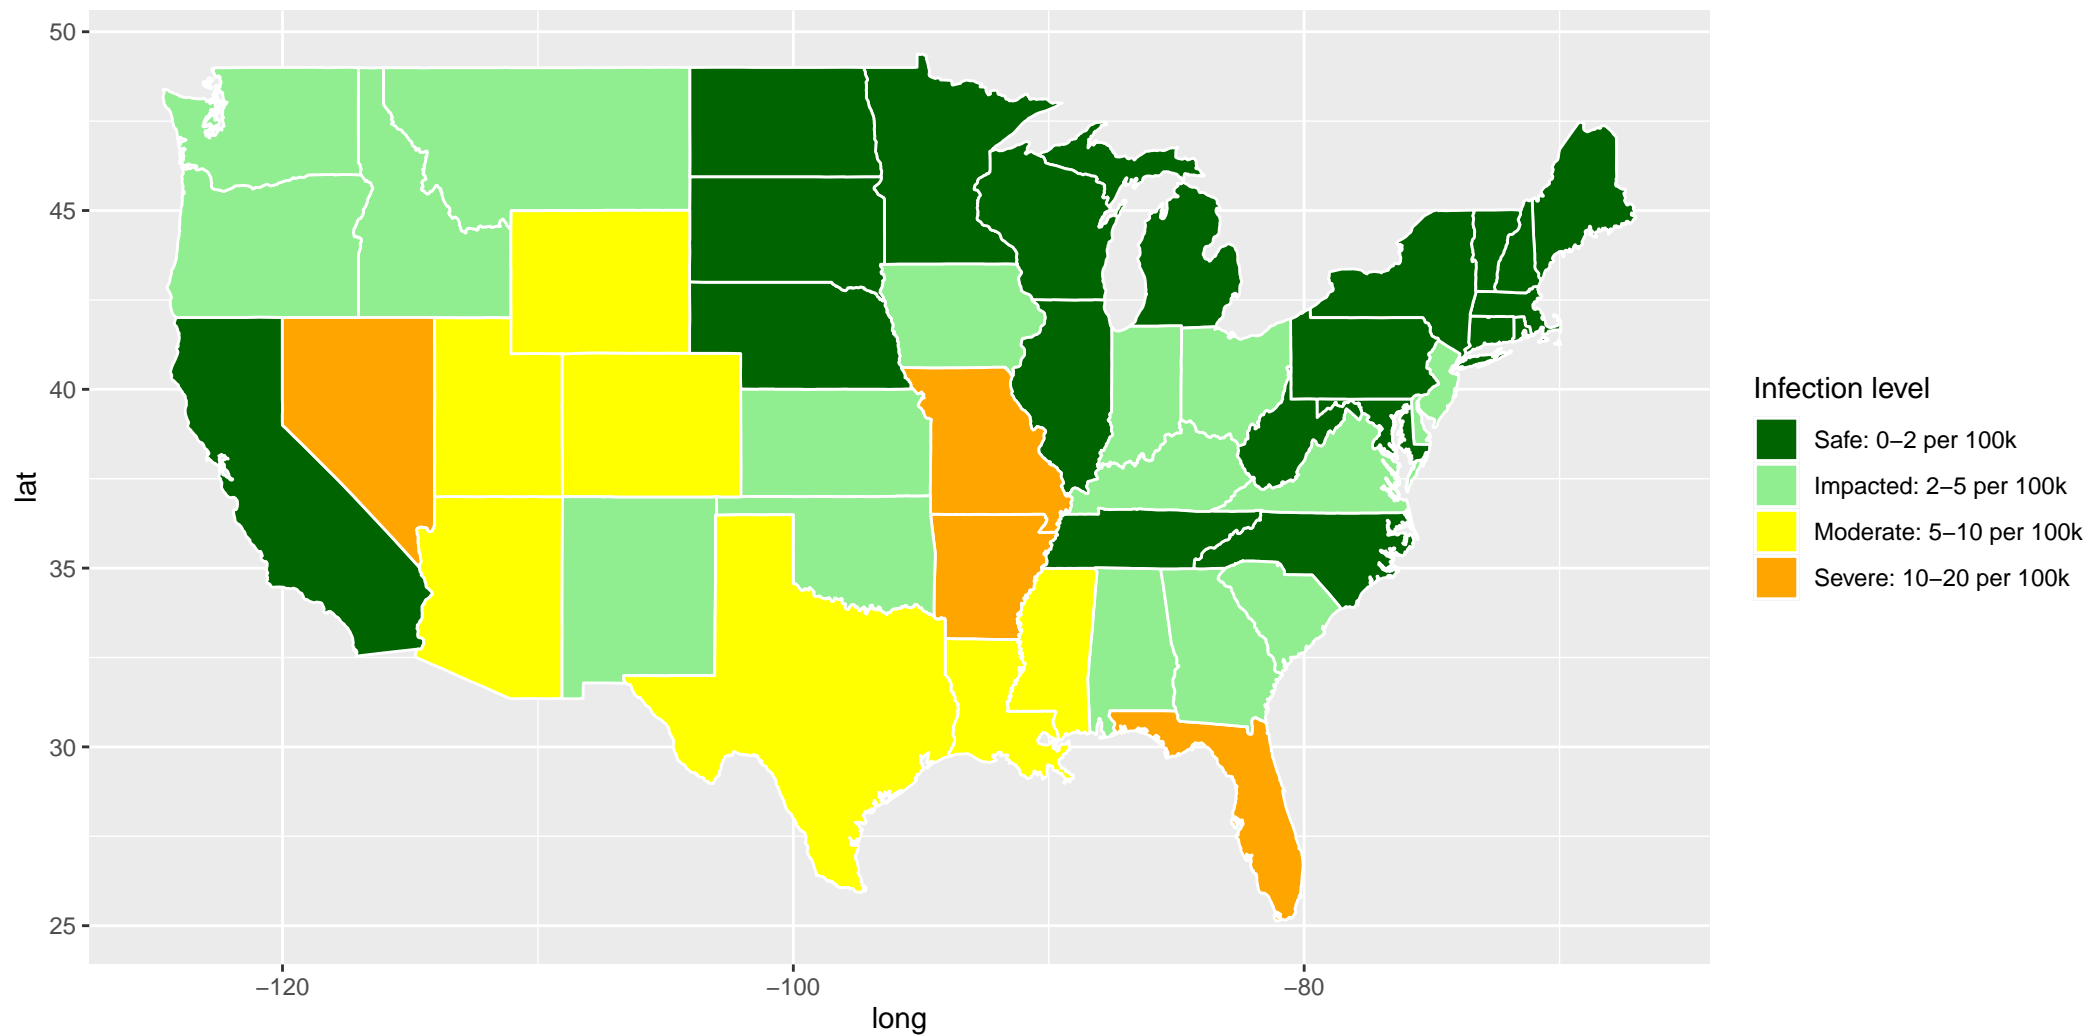 50
45
40
35
30
25
lat
−120
−100
−80
long
Infection level
Safe: 0−2 per 100k
Impacted: 2−5 per 100k
Moderate: 5−10 per 100k
Severe: 10−20 per 100k